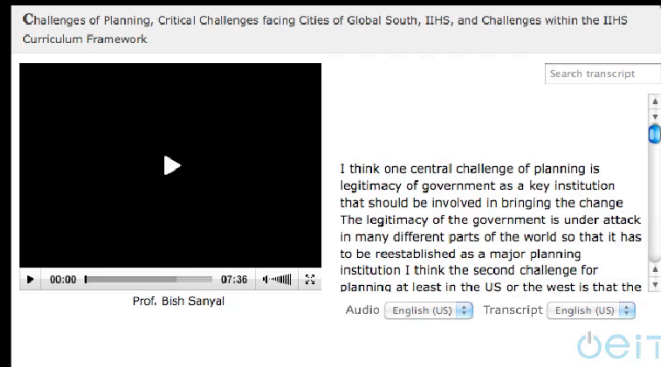 Challenges of Planning, Critical Challenges facing Cities of Global South, IIHS, and Challenges within the IIHS
Curriculum Framework
Search transcript
I think one central challenge of planning is
legitimacy of government as a key institution
that should be involved in bringing the change
The legitimacy of the government is under attack
in many different parts of the world so that it has
to be reestablished as a major planning
institution I think the second challenge for
planning at least in the US or the west is that the
00:00 07:36
Prof. Bish Sanyal
Audio English (US) Transcript English (US)
oeiT